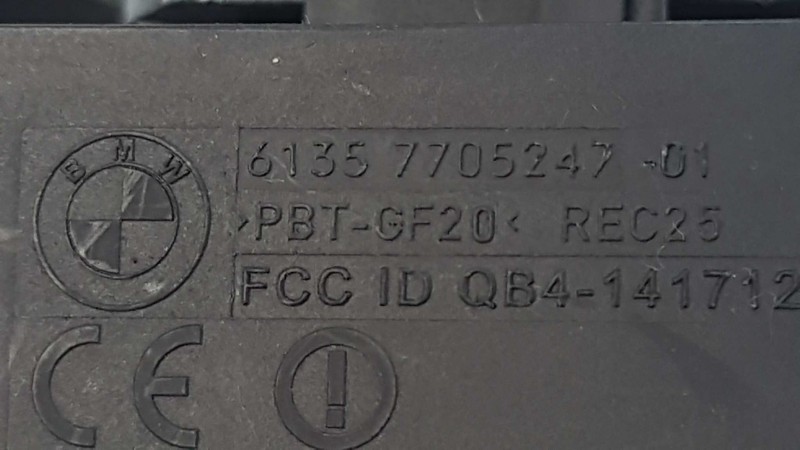 BMW
6135 7705247 -01
>PBT-GF20< REC25
FCC ID QB4-141712
CE